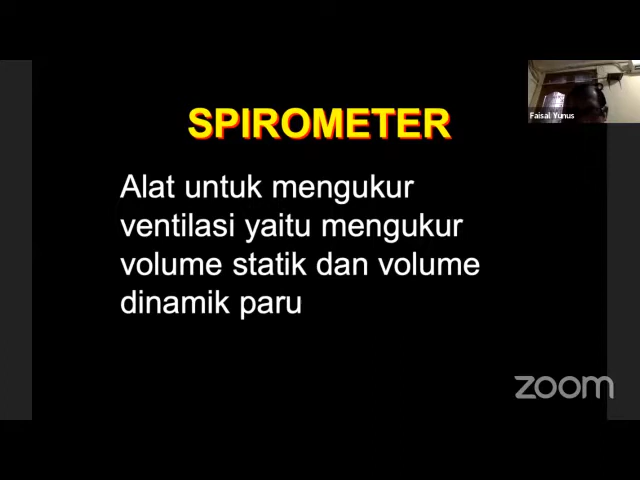 SPIROMETER
Faisal Yunus
Alat untuk mengukur
ventilasi yaitu mengukur
volume statik dan volume
dinamik paru
zoom